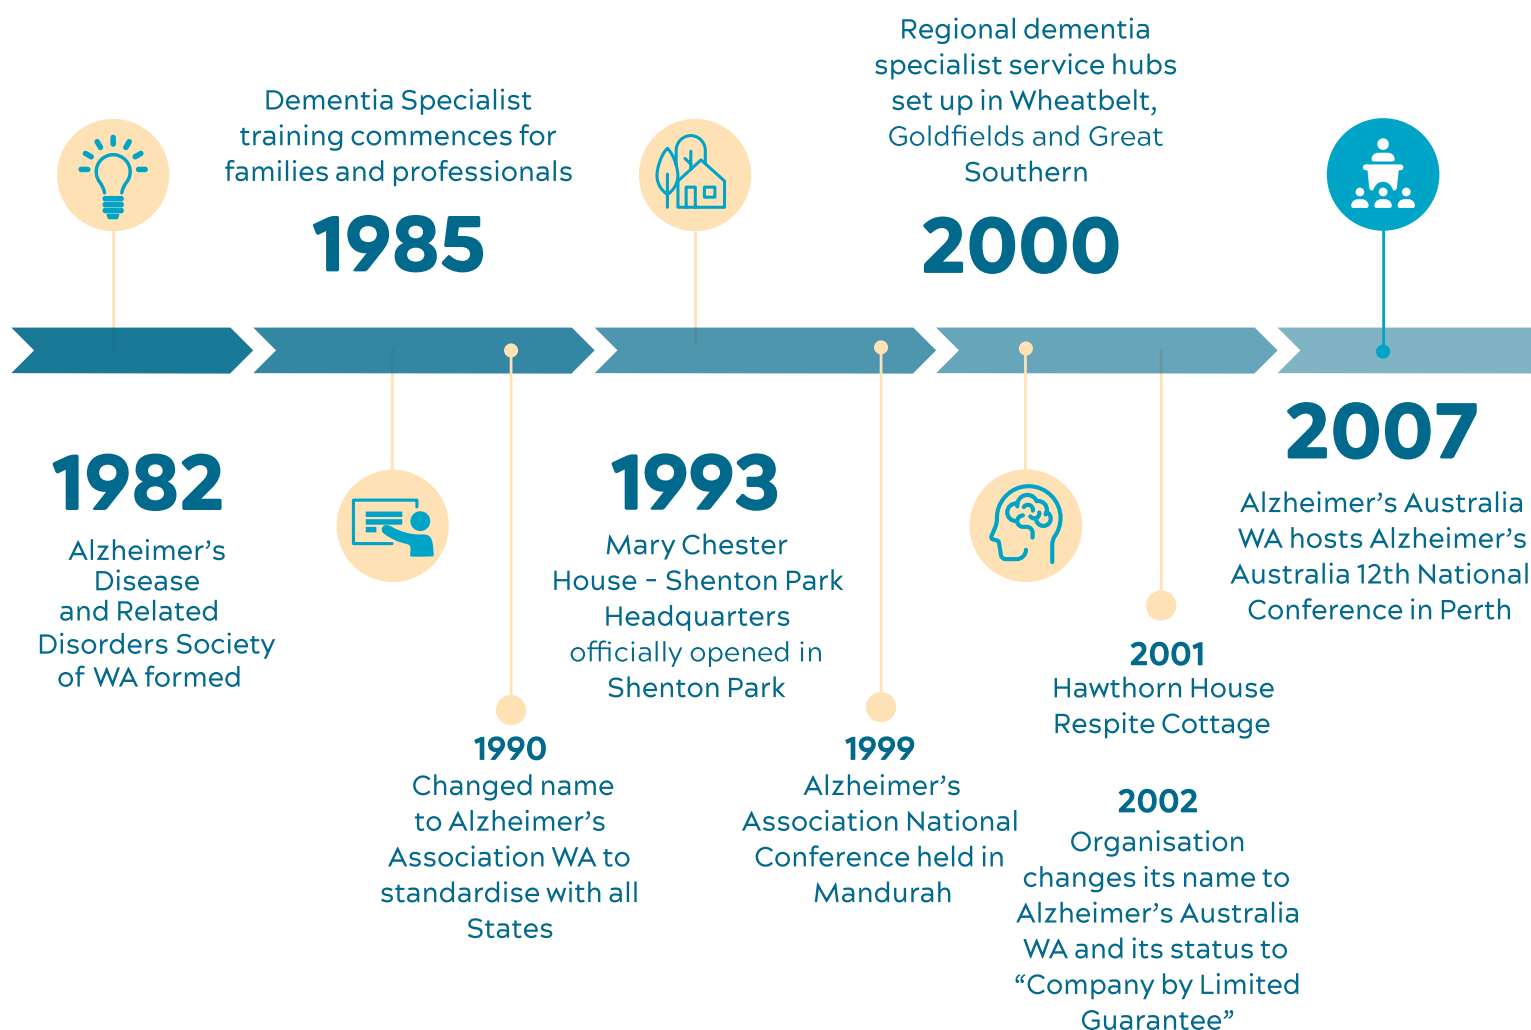 1982
Alzheimer’s
Disease
and Related
Disorders Society
of WA formed
Dementia Specialist
training commences for
families and professionals
1985
1990
Changed name
to Alzheimer’s
Association WA to
standardise with all
States
1993
Mary Chester
House - Shenton Park
Headquarters
officially opened in
Shenton Park
1999
Alzheimer’s
Association National
Conference held in
Mandurah
Regional dementia
specialist service hubs
set up in Wheatbelt,
Goldfields and Great
Southern
2000
2001
Hawthorn House
Respite Cottage
2002
Organisation
changes its name to
Alzheimer’s Australia
WA and its status to
“Company by Limited
Guarantee”
2007
Alzheimer’s Australia
WA hosts Alzheimer’s
Australia 12th National
Conference in Perth